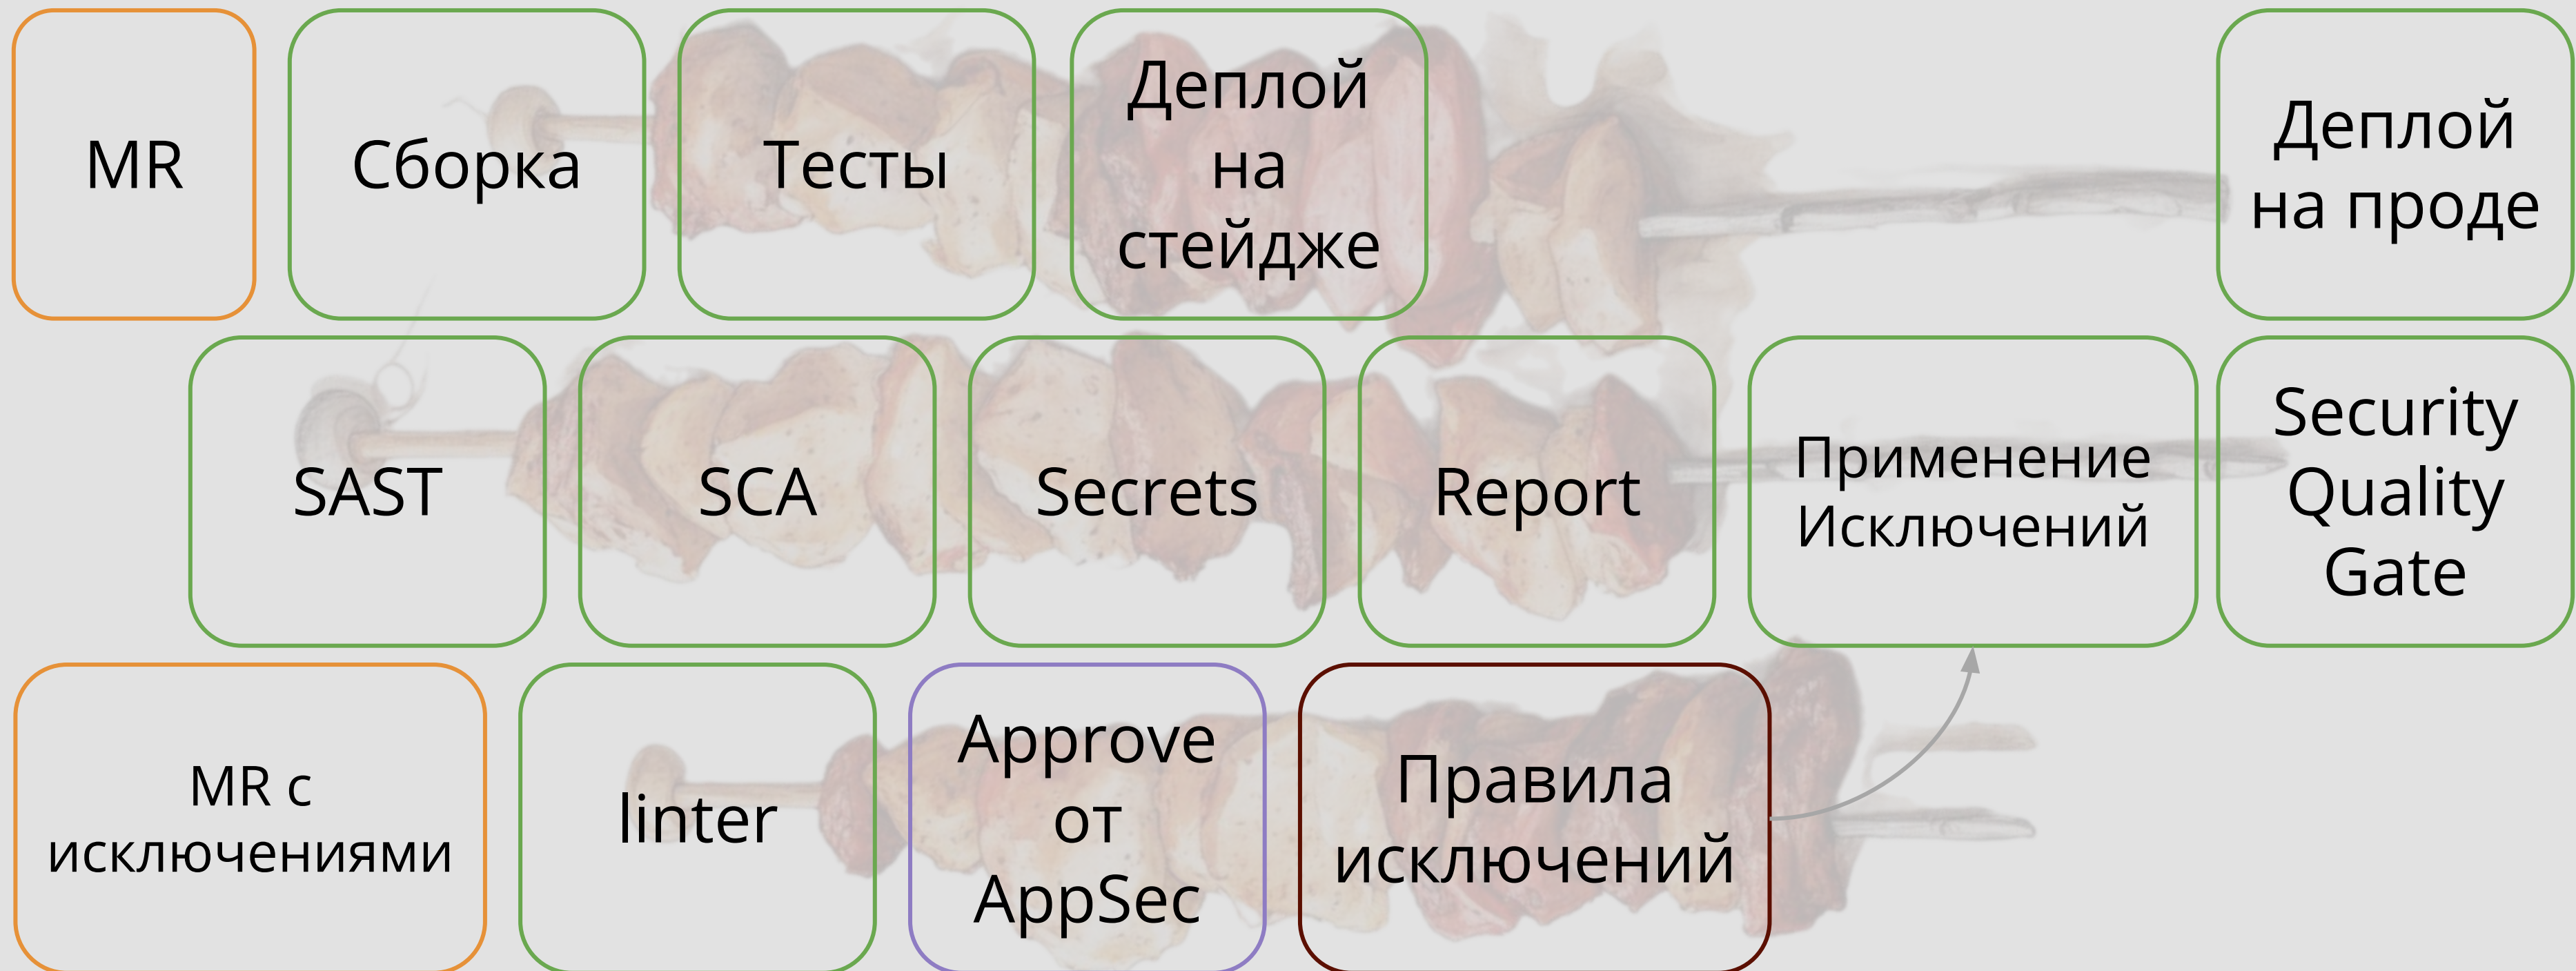 MR
Сборка
Тесты
Деплой
на
стейдже
Деплой
на проде
SAST
SCA
Secrets
Report
Применение
Исключений
Security
Quality
Gate
MR с
исключениями
linter
Approve
от
AppSec
Правила
исключений